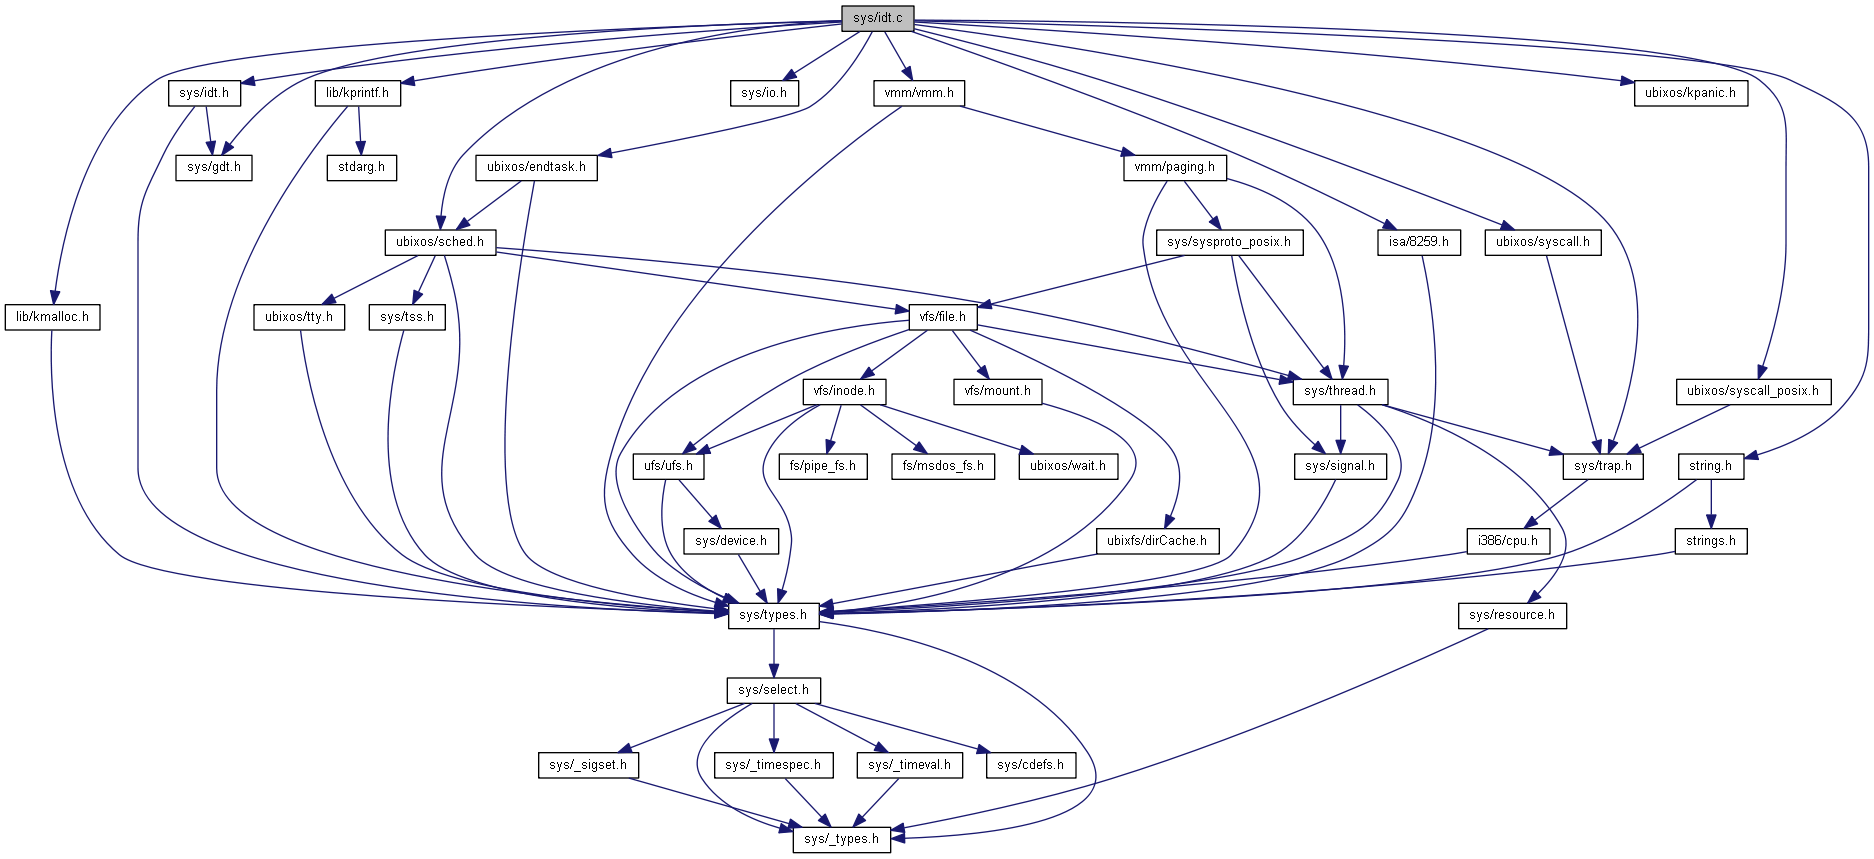 sys/idt.c
sys/idt.h
lib/kprintf.h
sys/io.h
vmm/vmm.h
ubixos/kpanic.h
sys/gdt.h
stdarg.h
ubixos/endtask.h
vmm/paging.h
ubixos/sched.h
sys/sysproto_posix.h
isa/8259.h
ubixos/syscall.h
lib/kmalloc.h
ubixos/tty.h
sys/tss.h
vfs/file.h
vfs/inode.h
vfs/mount.h
sys/thread.h
ubixos/syscall_posix.h
ufs/ufs.h
fs/pipe_fs.h
fs/msdos_fs.h
ubixos/wait.h
sys/signal.h
sys/trap.h
string.h
sys/device.h
ubixfs/dirCache.h
i386/cpu.h
strings.h
sys/types.h
sys/resource.h
sys/select.h
sys/_sigset.h
sys/_timespec.h
sys/_timeval.h
sys/cdefs.h
sys/_types.h